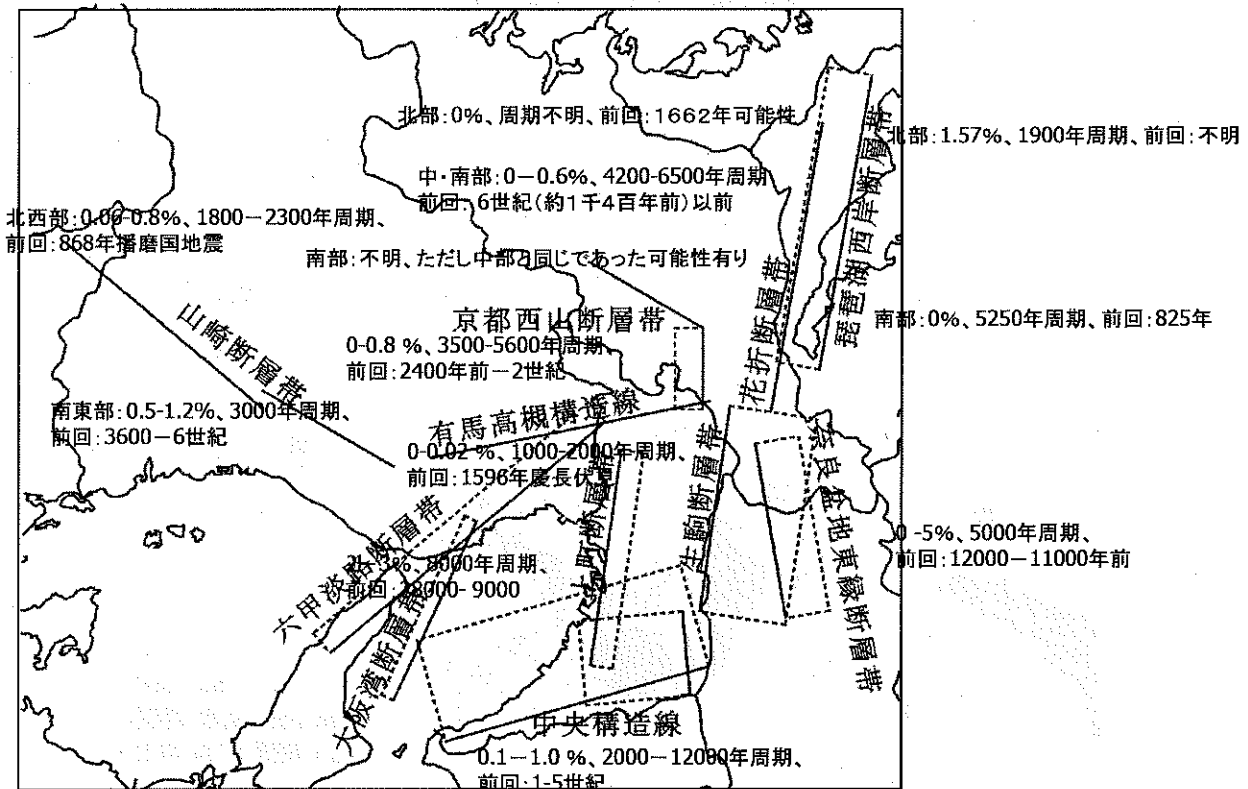 北部:0%、周期不明、前回:1662年可能性
北部:1.57%、1900年周期、前回:不明
中・南部:0－0.6%、4200-6500年周期
前回:6世紀(約1千4百年前)以前
北西部:0.06-0.8%、1800－2300年周期、
前回:868年播磨国地震
南部:不明、ただし中部と同じであった可能性有り
琵琶湖西岸断層帯
花折断層帯
山崎断層帯
京都西山断層帯
南部:0%、5250年周期、前回:825年
0-0.8 %、3500-5600年周期、
前回:2400年前－2世紀
南東部:0.5-1.2%、3000年周期、
前回:3600－6世紀
有馬高槻構造線
0-0.02 %、1000-2000年周期、
前回:1596年慶長伏見
上町断層帯
生駒断層帯
奈良盆地東縁断層帯
0 -5%、5000年周期、
前回:12000－11000年前
六甲淡路断層帯
3%、8000年周期、
前回:28000- 9000
大阪湾断層帯
中央構造線
0.1－1.0 %、2000－12000年周期、
前回:1-5世紀